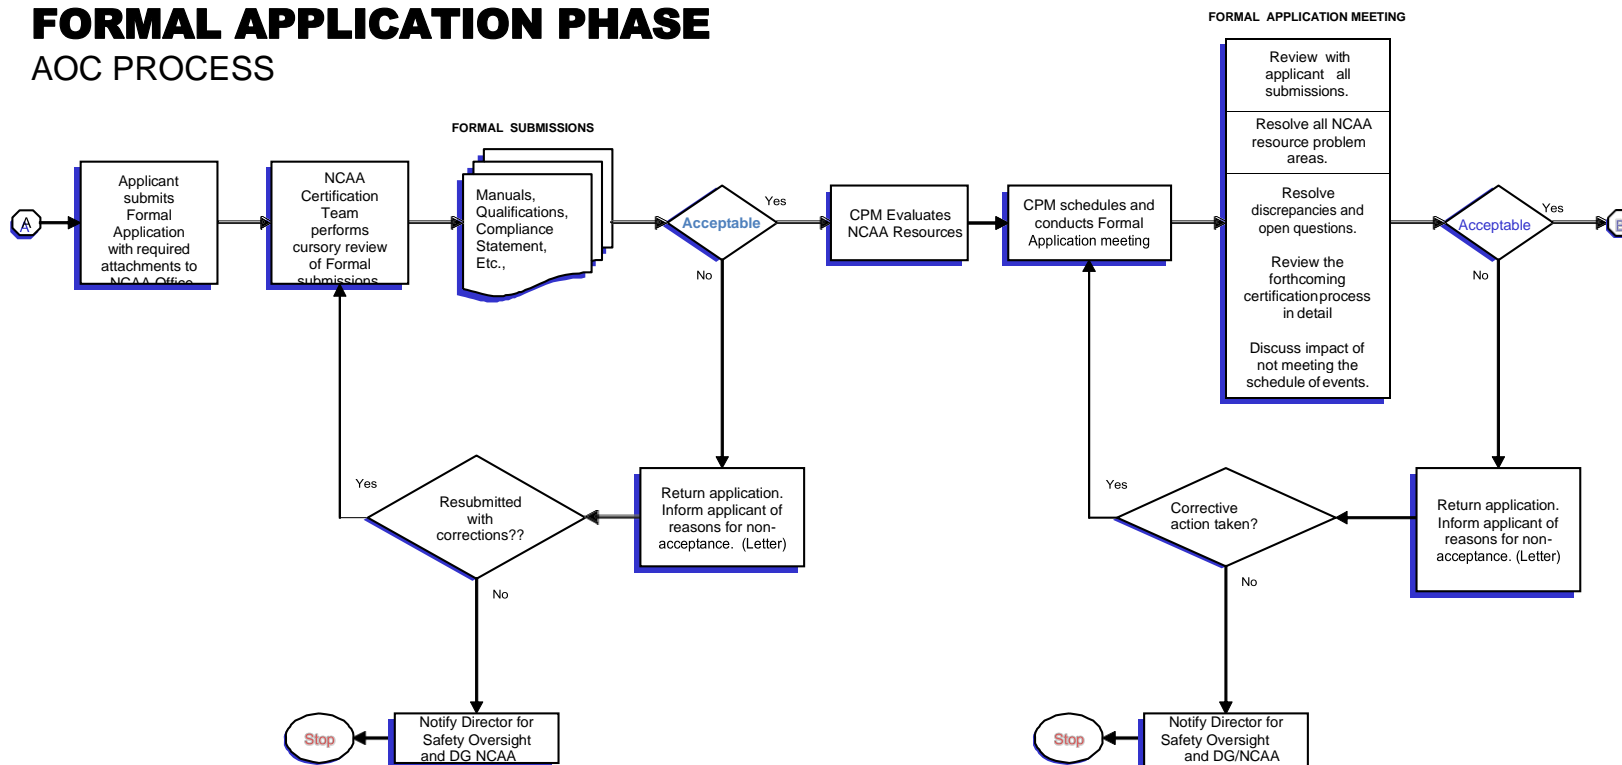 FORMAL APPLICATION PHASE
AOC PROCESS
A
Applicant
submits
Formal
Application
with required
attachments to
NCAA Office
NCAA
Certification
Team
performs
cursory review
of Formal
submissions
FORMAL SUBMISSIONS
Manuals,
Qualifications,
Compliance
Statement,
Etc.,
Acceptable
Yes
No
CPM Evaluates
NCAA Resources
CPM schedules and
conducts Formal
Application meeting
FORMAL APPLICATION MEETING
Review with
applicant all
submissions.
Resolve all NCAA
resource problem
areas.
Resolve
discrepancies and
open questions.
Review the
forthcoming
certification process
in detail
Discuss impact of
not meeting the
schedule of events.
Acceptable
Yes
No
Return application.
Inform applicant of
reasons for non-
acceptance. (Letter)
Resubmitted
with
corrections??
Yes
No
Notify Director for
Safety Oversight
and DG NCAA
Stop
Return application.
Inform applicant of
reasons for non-
acceptance. (Letter)
Corrective
action taken?
Yes
No
Notify Director for
Safety Oversight
and DG/NCAA
Stop